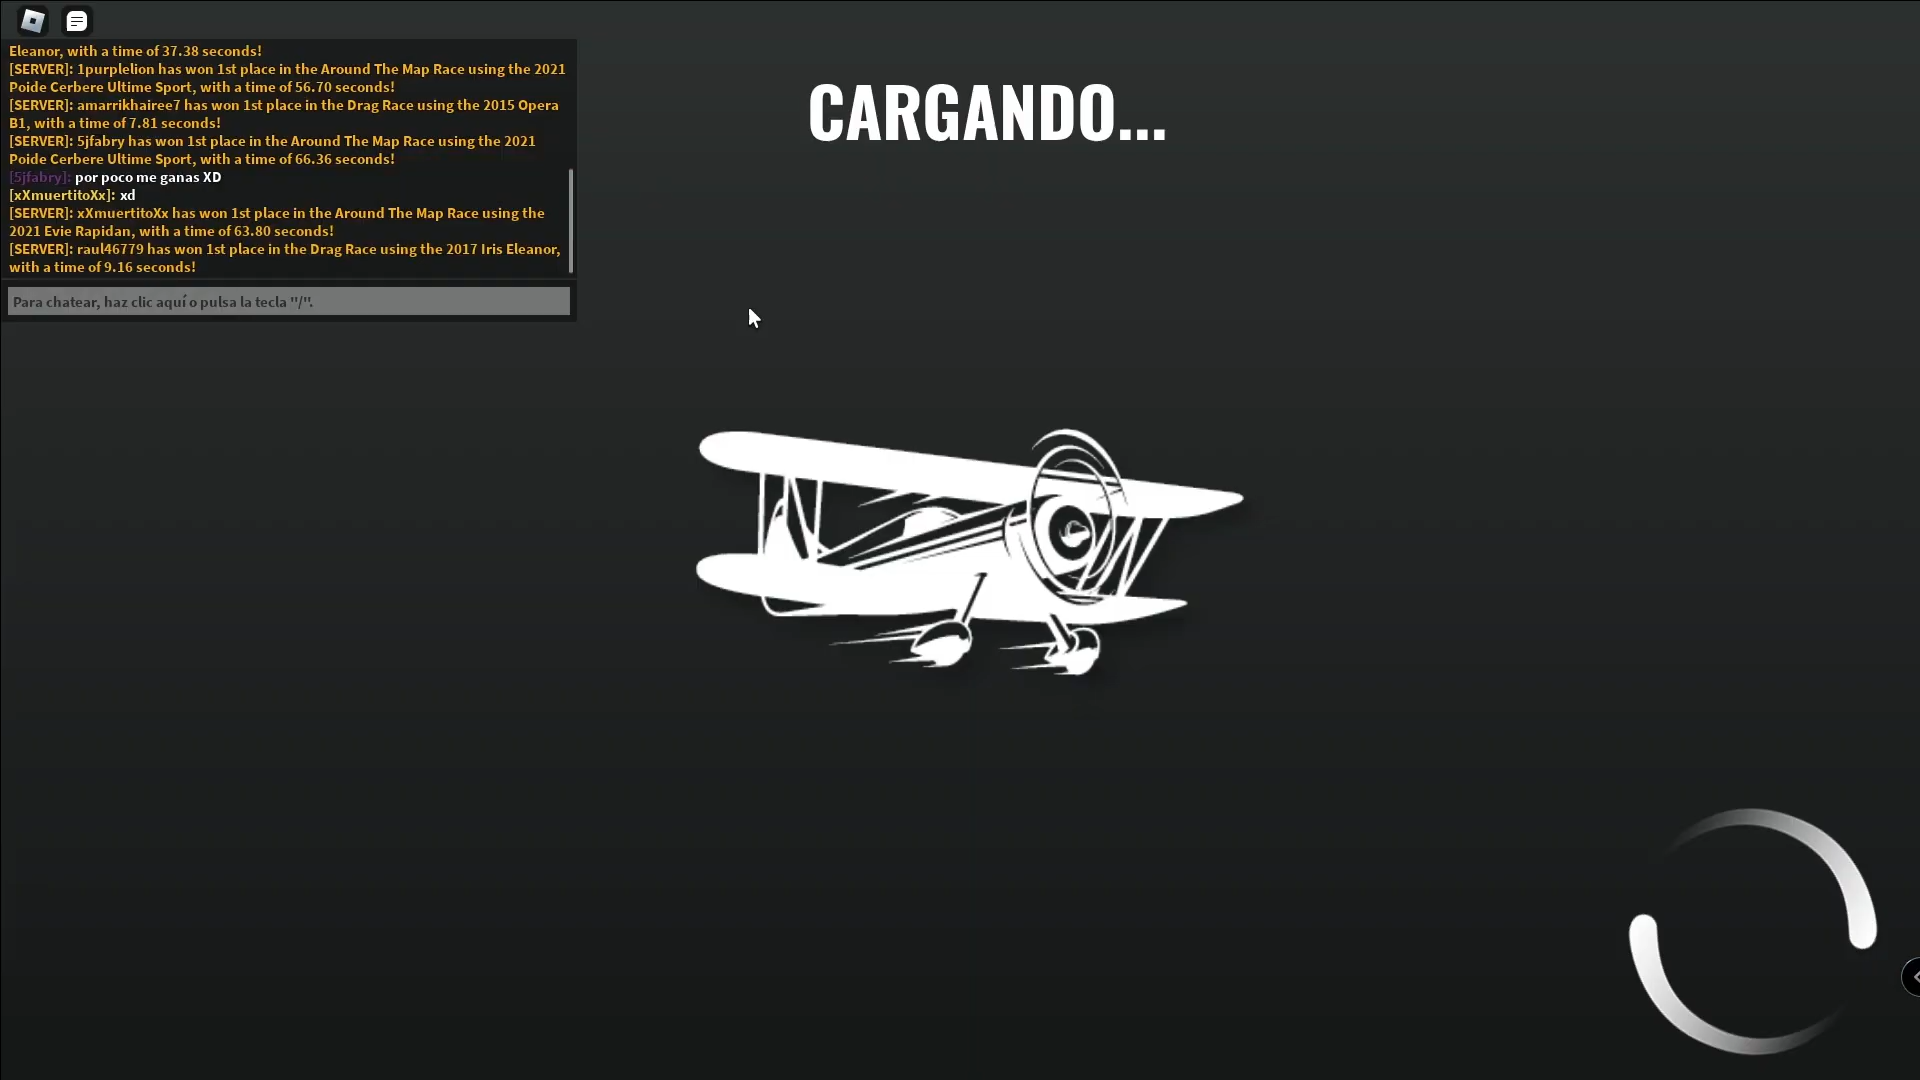 Eleanor, with a time of 37.38 seconds!
[SERVER]: 1purplelion has won 1st place in the Around The Map Race using the 2021
Poide Cerbere Ultime Sport, with a time of 56.70 seconds!
[SERVER]: amarrikhairee7 has won 1st place in the Drag Race using the 2015 Opera
B1, with a time of 7.81 seconds!
[SERVER]: 5jfabry has won 1st place in the Around The Map Race using the 2021
Poide Cerbere Ultime Sport, with a time of 66.36 seconds!
[5jfabry]: por poco me ganas XD
[xXmuertitoXx]: xd
[SERVER]: xXmuertitoXx has won 1st place in the Around The Map Race using the
2021 Evie Rapidan, with a time of 63.80 seconds!
[SERVER]: raul46779 has won 1st place in the Drag Race using the 2017 Iris Eleanor,
with a time of 9.16 seconds!
Para chatear, haz clic aquí o pulsa la tecla "/".
CARGANDO...